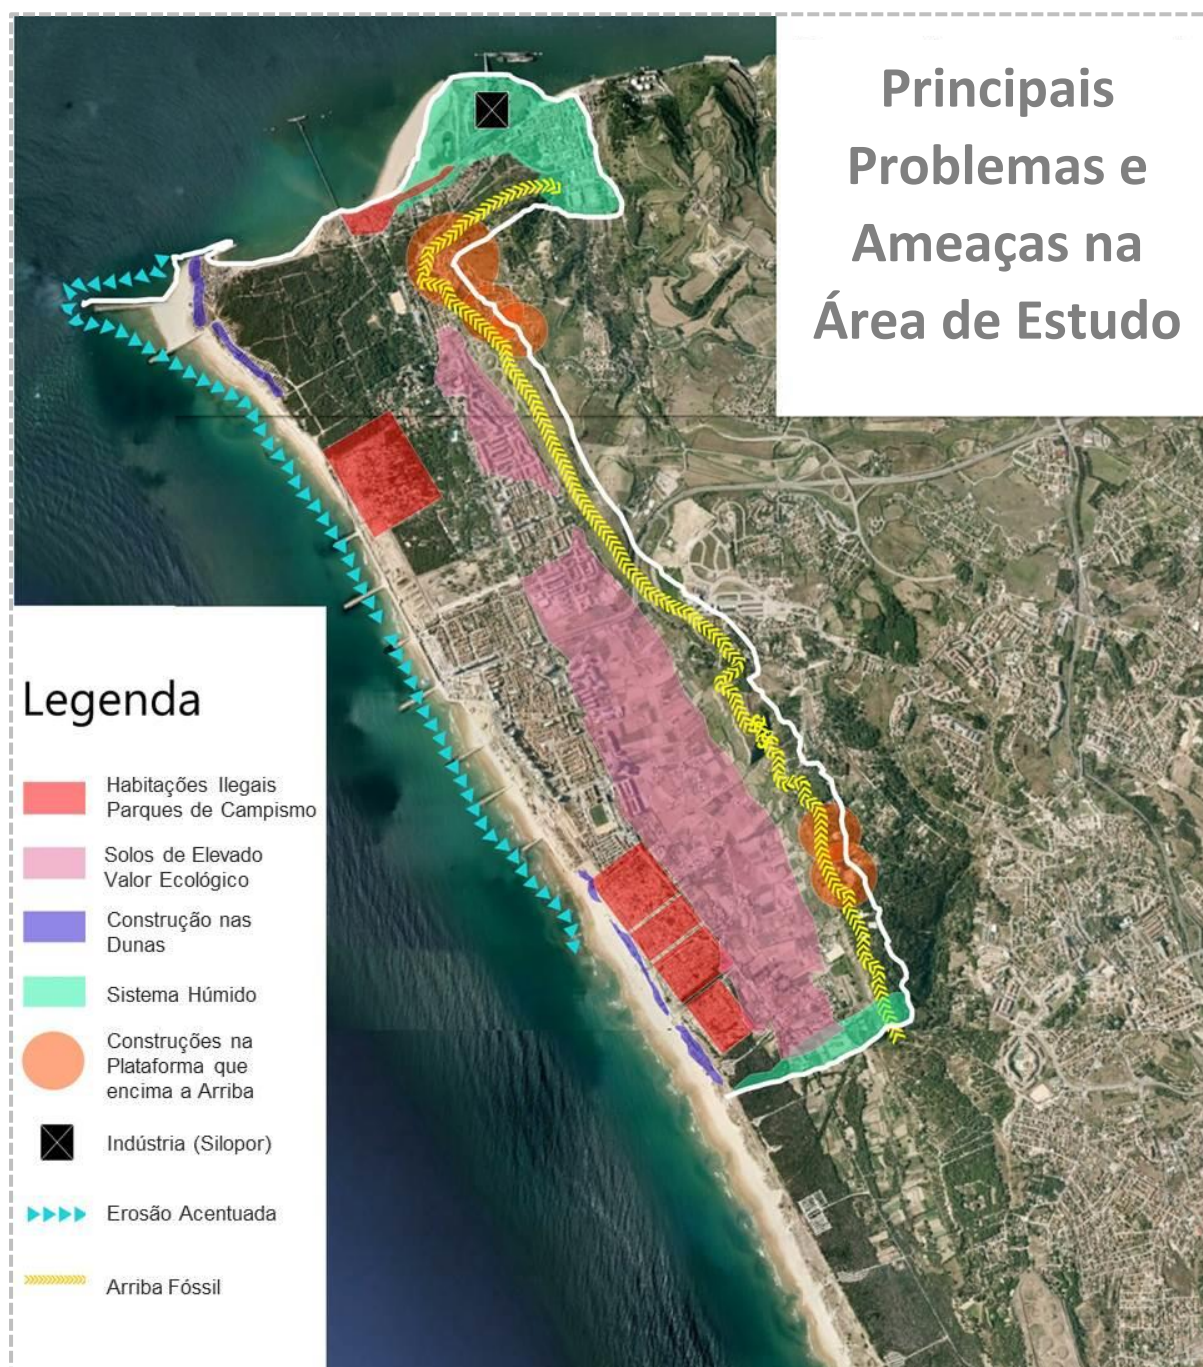 Principais
Problemas e
Ameaças na
Área de Estudo
Legenda
Habitações Ilegais
Parques de Campismo
Solos de Elevado
Valor Ecológico
Construção nas
Dunas
Sistema Húmido
Construções na
Plataforma que
encima a Arriba
Indústria (Silopor)
Erosão Acentuada
Arriba Fóssil